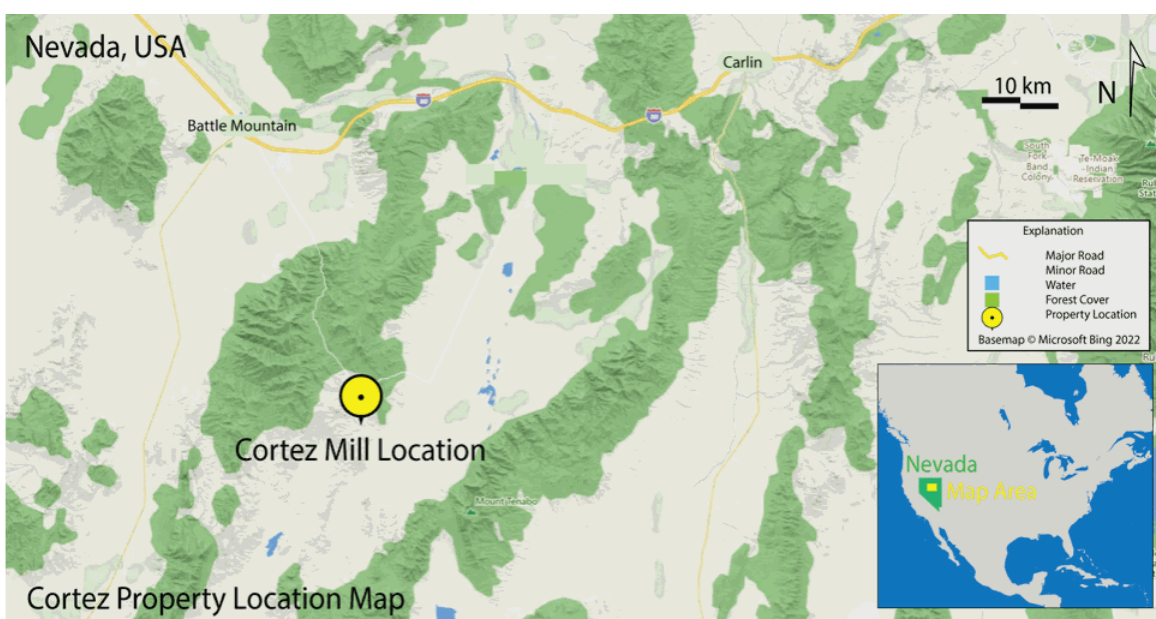 Nevada, USA
Carlin
10 km
N
Battle Mountain
South
Fork
Band
Colony
Te-Moak
Indian
Reservation
Explanation
Major Road
Minor Road
Water
Forest Cover
Property Location
Basemap © Microsoft Bing 2022
Cortez Mill Location
Nevada
Map Area
Mount Tenabo
Cortez Property Location Map